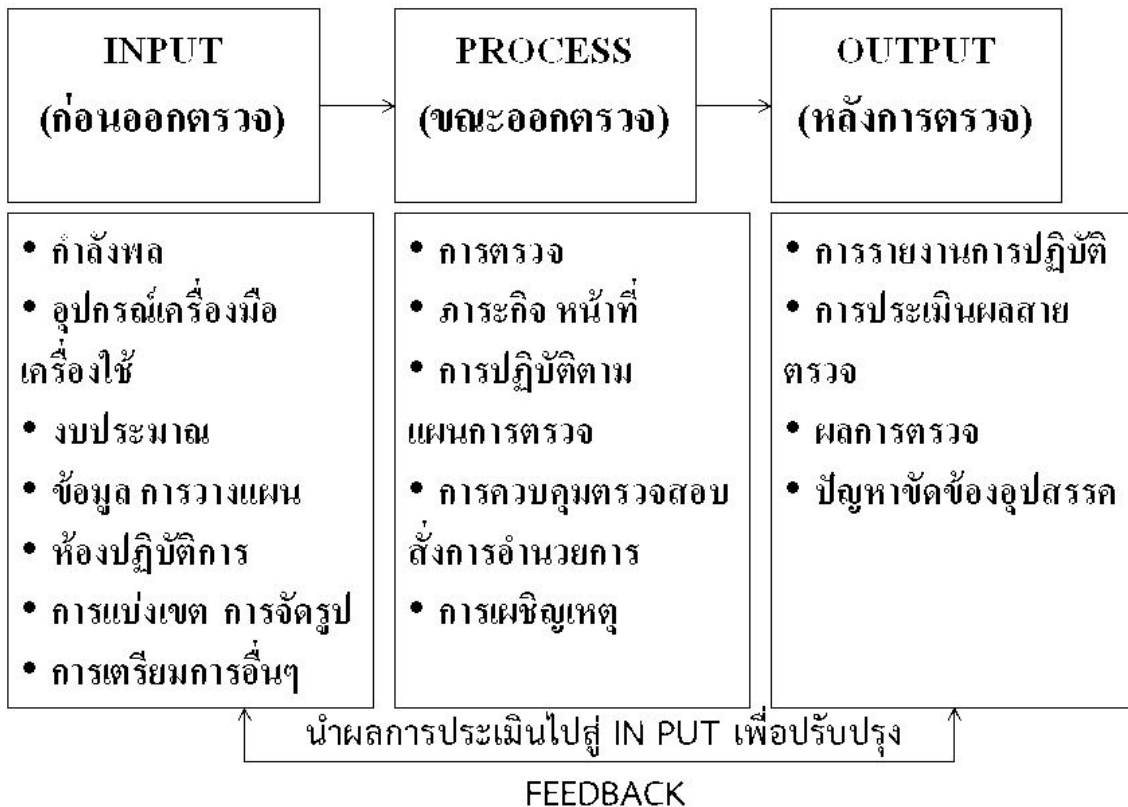 INPUT
(ก่อนออกตรวจ)
PROCESS
(ขณะออกตรวจ)
OUTPUT
(หลังการตรวจ)
• กำลังพล
• อุปกรณ์เครื่องมือ
เครื่องใช้
• งบประมาณ
• ข้อมูล การวางแผน
• ห้องปฏิบัติการ
• การแบ่งเขต การจัดรูป
• การเตรียมการอื่นๆ
• การตรวจ
• ภาระกิจ หน้าที่
• การปฏิบัติตาม
แผนการตรวจ
• การควบคุมตรวจสอบ
สั่งการอำนวยการ
• การเผชิญเหตุ
• การรายงานการปฏิบัติ
• การประเมินผลสาย
ตรวจ
• ผลการตรวจ
• ปัญหาขัดข้องอุปสรรค
นำผลการประเมินไปสู่ IN PUT เพื่อปรับปรุง
FEEDBACK